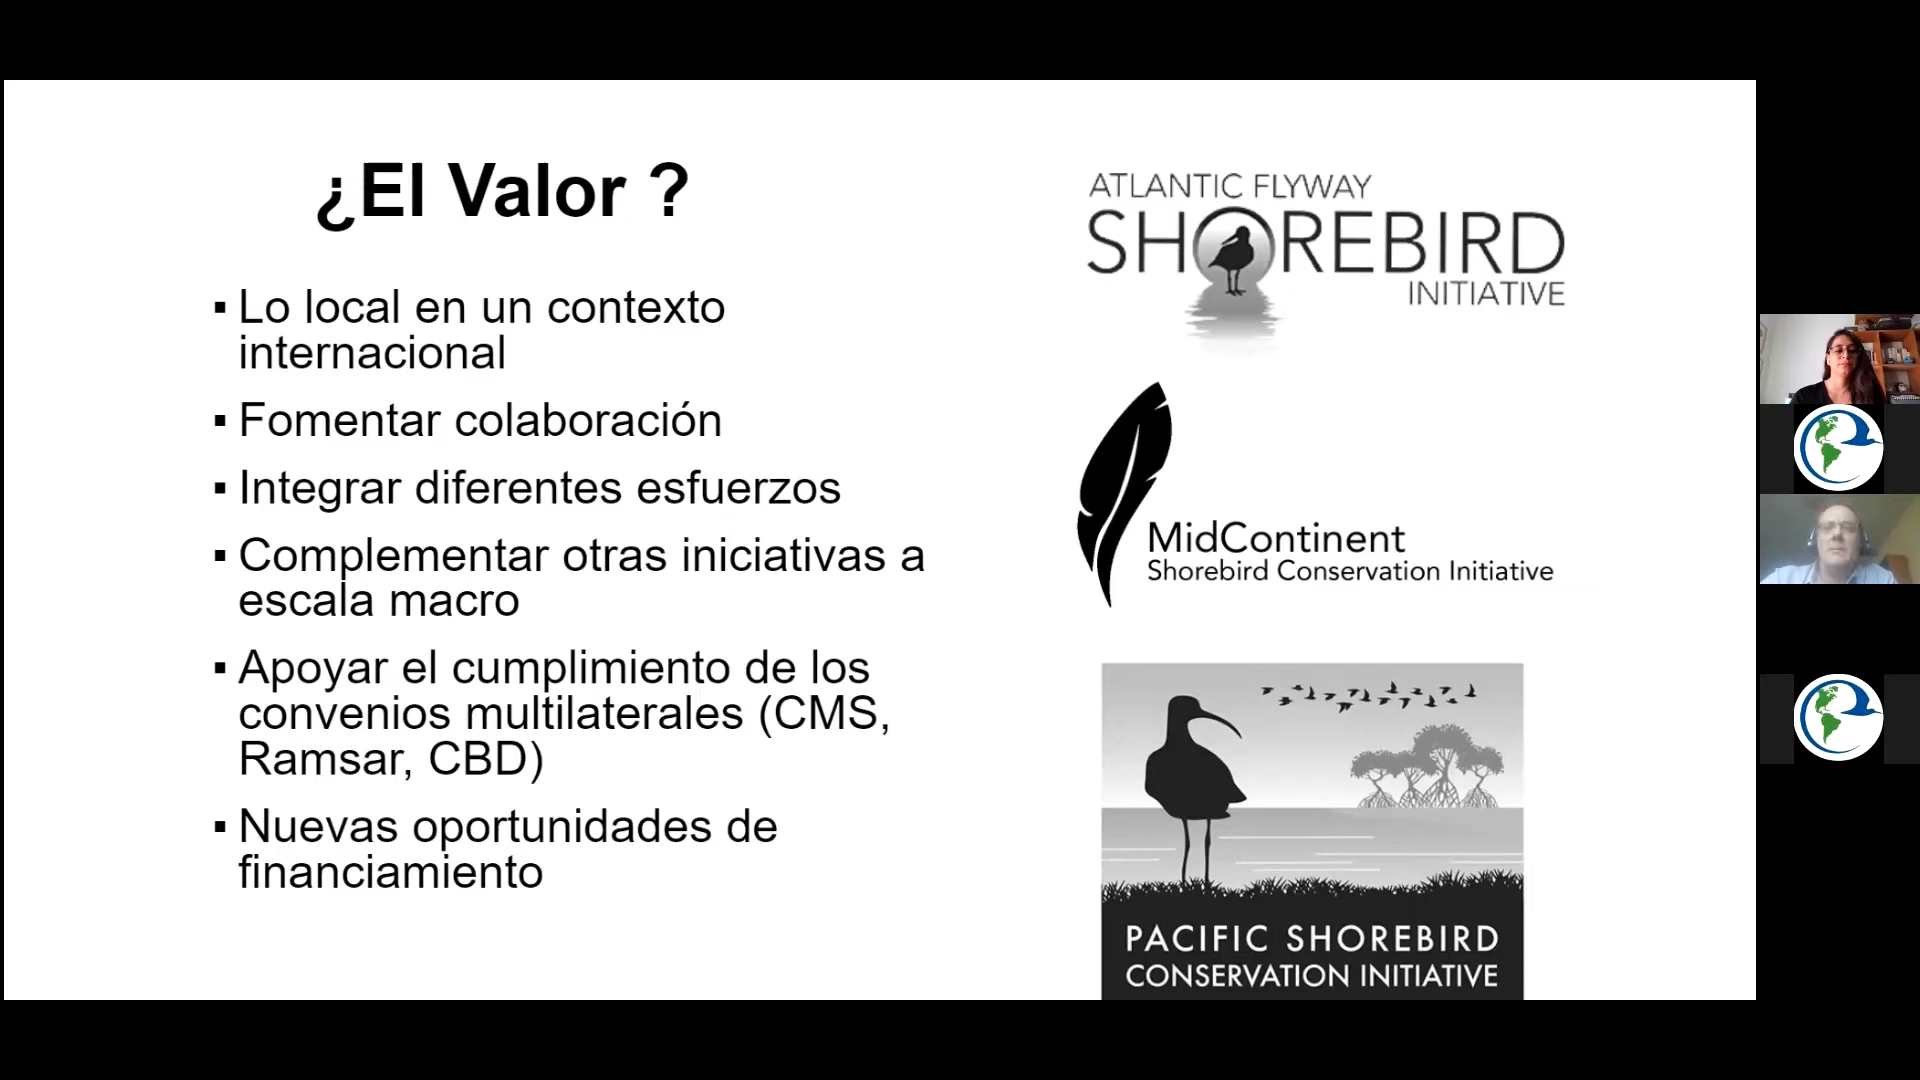 ¿El Valor ?
▪ Lo local en un contexto
internacional
▪ Fomentar colaboración
▪ Integrar diferentes esfuerzos
▪ Complementar otras iniciativas a
escala macro
▪ Apoyar el cumplimiento de los
convenios multilaterales (CMS,
Ramsar, CBD)
▪ Nuevas oportunidades de
financiamiento
ATLANTIC FLYWAY
SHOREBIRD
INITIATIVE
MidContinent
Shorebird Conservation Initiative
PACIFIC SHOREBIRD
CONSERVATION INITIATIVE